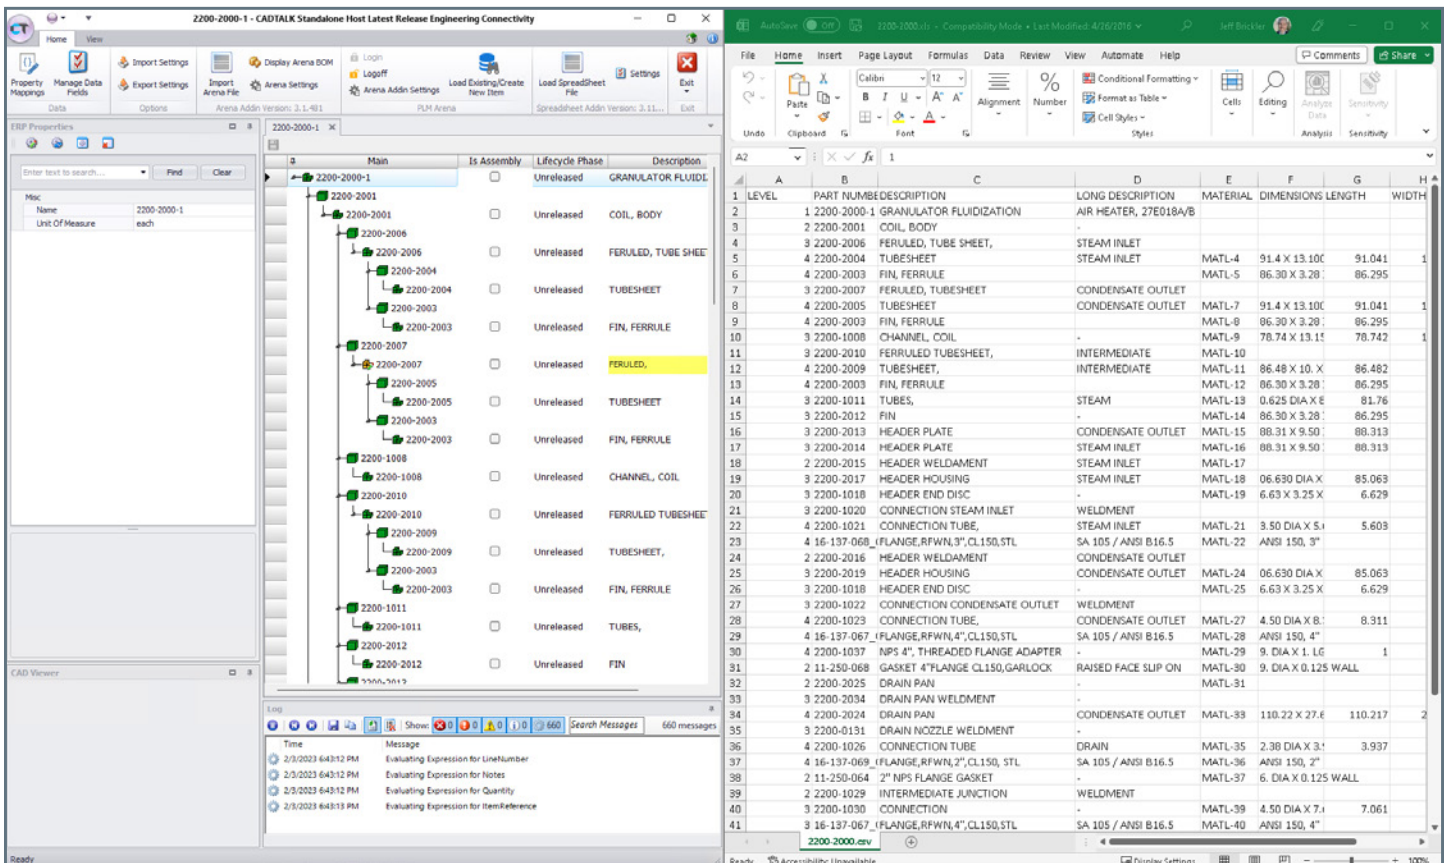 2200-2000-1 - CADTALK Standalone Host Latest Release Engineering Connectivity
CT
Home View
Property Mappings
Manage Data Fields
Import Settings
Export Settings
Data
Options
Import Arena File
Display Arena BOM
Arena Settings
Arena Addin Version: 3.1.481
Login
Logoff
Arena Addin Settings
Load Existing/Create New Item
PLM Arena
Load SpreadSheet File
Settings
Spreadsheet Addin Version: 3.11...
Exit
Exit
ERP Properties
Enter text to search... Find Clear
Misc
Name 2200-2000-1
Unit Of Measure each
CAD Viewer
2200-2000-1
Main Is Assembly Lifecycle Phase Description
2200-2000-1 Unreleased GRANULATOR FLUIDIZ
2200-2001
2200-2001 Unreleased COIL, BODY
2200-2006
2200-2006 Unreleased FERULED, TUBE SHEE
2200-2004
2200-2004 Unreleased TUBESHEET
2200-2003
2200-2003 Unreleased FIN, FERRULE
2200-2007
2200-2007 Unreleased FERULED,
2200-2005
2200-2005 Unreleased TUBESHEET
2200-2003
2200-2003 Unreleased FIN, FERRULE
2200-1008
2200-1008 Unreleased CHANNEL, COIL
2200-2010
2200-2010 Unreleased FERRULED TUBESHEE
2200-2009
2200-2009 Unreleased TUBESHEET,
2200-2003
2200-2003 Unreleased FIN, FERRULE
2200-1011
2200-1011 Unreleased TUBES,
2200-2012
2200-2012 Unreleased FIN
2200-2013
Log
Show: 0 0 0 0 660 Search Messages 660 messages
Time Message
2/3/2023 6:43:12 PM Evaluating Expression for LineNumber
2/3/2023 6:43:12 PM Evaluating Expression for Notes
2/3/2023 6:43:12 PM Evaluating Expression for Quantity
2/3/2023 6:43:13 PM Evaluating Expression for ItemReference
Ready
AutoSave Off 2200-2000.xls - Compatibility Mode • Last Modified: 4/26/2016 Jeff Brickler
File Home Insert Page Layout Formulas Data Review View Automate Help Comments Share
Calibri 12
Paste
B I U
Alignment
Number
Conditional Formatting
Format as Table
Cell Styles
Cells
Editing
Analyze Data
Sensitivity
Undo Clipboard Font Styles Analysis Sensitivity
A2 fx 1
A B C D E F G H
1 LEVEL PART NUMBE DESCRIPTION LONG DESCRIPTION MATERIAL DIMENSIONS LENGTH WIDTH
2 1 2200-2000-1 GRANULATOR FLUIDIZATION AIR HEATER, 27E018A/B
3 2 2200-2001 COIL, BODY -
4 3 2200-2006 FERULED, TUBE SHEET, STEAM INLET
5 4 2200-2004 TUBESHEET STEAM INLET MATL-4 91.4 X 13.100 91.041 1
6 4 2200-2003 FIN, FERRULE - MATL-5 86.30 X 3.28 86.295
7 3 2200-2007 FERULED, TUBESHEET CONDENSATE OUTLET
8 4 2200-2005 TUBESHEET CONDENSATE OUTLET MATL-7 91.4 X 13.100 91.041 1
9 4 2200-2003 FIN, FERRULE MATL-8 86.30 X 3.28 86.295
10 3 2200-1008 CHANNEL, COIL - MATL-9 78.74 X 13.15 78.742 1
11 3 2200-2010 FERRULED TUBESHEET, INTERMEDIATE MATL-10
12 4 2200-2009 TUBESHEET, INTERMEDIATE MATL-11 86.48 X 10. X 86.482
13 4 2200-2003 FIN, FERRULE - MATL-12 86.30 X 3.28 86.295
14 3 2200-1011 TUBES, STEAM MATL-13 0.625 DIA X 8 81.76
15 3 2200-2012 FIN - MATL-14 86.30 X 3.28 86.295
16 3 2200-2013 HEADER PLATE CONDENSATE OUTLET MATL-15 88.31 X 9.50 88.313
17 3 2200-2014 HEADER PLATE STEAM INLET MATL-16 88.31 X 9.50 88.313
18 2 2200-2015 HEADER WELDAMENT STEAM INLET MATL-17
19 3 2200-2017 HEADER HOUSING STEAM INLET MATL-18 06.630 DIA X 85.063
20 3 2200-1018 HEADER END DISC - MATL-19 6.63 X 3.25 X 6.629
21 3 2200-1020 CONNECTION STEAM INLET WELDMENT
22 4 2200-1021 CONNECTION TUBE, STEAM INLET MATL-21 3.50 DIA X 5. 5.603
23 4 16-137-068_ FLANGE,RFWN,3",CL150,STL SA 105 / ANSI B16.5 MATL-22 ANSI 150, 3"
24 2 2200-2016 HEADER WELDAMENT CONDENSATE OUTLET
25 3 2200-2019 HEADER HOUSING CONDENSATE OUTLET MATL-24 06.630 DIA X 85.063
26 3 2200-1018 HEADER END DISC - MATL-25 6.63 X 3.25 X 6.629
27 3 2200-1022 CONNECTION CONDENSATE OUTLET WELDMENT
28 4 2200-1023 CONNECTION TUBE, CONDENSATE OUTLET MATL-27 4.50 DIA X 8. 8.311
29 4 16-137-067_ FLANGE,RFWN,4",CL150,STL SA 105 / ANSI B16.5 MATL-28 ANSI 150, 4"
30 4 2200-1037 NPS 4", THREADED FLANGE ADAPTER - MATL-29 9. DIA X 1. LG 1
31 2 11-250-068 GASKET 4"FLANGE CL150,GARLOCK RAISED FACE SLIP ON MATL-30 9. DIA X 0.125 WALL
32 2 2200-2025 DRAIN PAN - MATL-31
33 3 2200-2034 DRAIN PAN WELDMENT -
34 4 2200-2024 DRAIN PAN CONDENSATE OUTLET MATL-33 110.22 X 27.6 110.217 2
35 3 2200-0131 DRAIN NOZZLE WELDMENT -
36 4 2200-1026 CONNECTION TUBE DRAIN MATL-35 2.38 DIA X 3. 3.937
37 4 16-137-069_ FLANGE,RFWN,2",CL150, STL SA 105 / ANSI B16.5 MATL-36 ANSI 150, 2"
38 2 11-250-064 2" NPS FLANGE GASKET - MATL-37 6. DIA X 0.125 WALL
39 2 2200-1029 INTERMEDIATE JUNCTION WELDMENT
40 3 2200-1030 CONNECTION - MATL-39 4.50 DIA X 7. 7.061
41 3 16-137-067_ FLANGE,RFWN,4",CL150,STL SA 105 / ANSI B16.5 MATL-40 ANSI 150, 4"
2200-2000.csv
Ready Accessibility: Unavailable Display Settings 100%